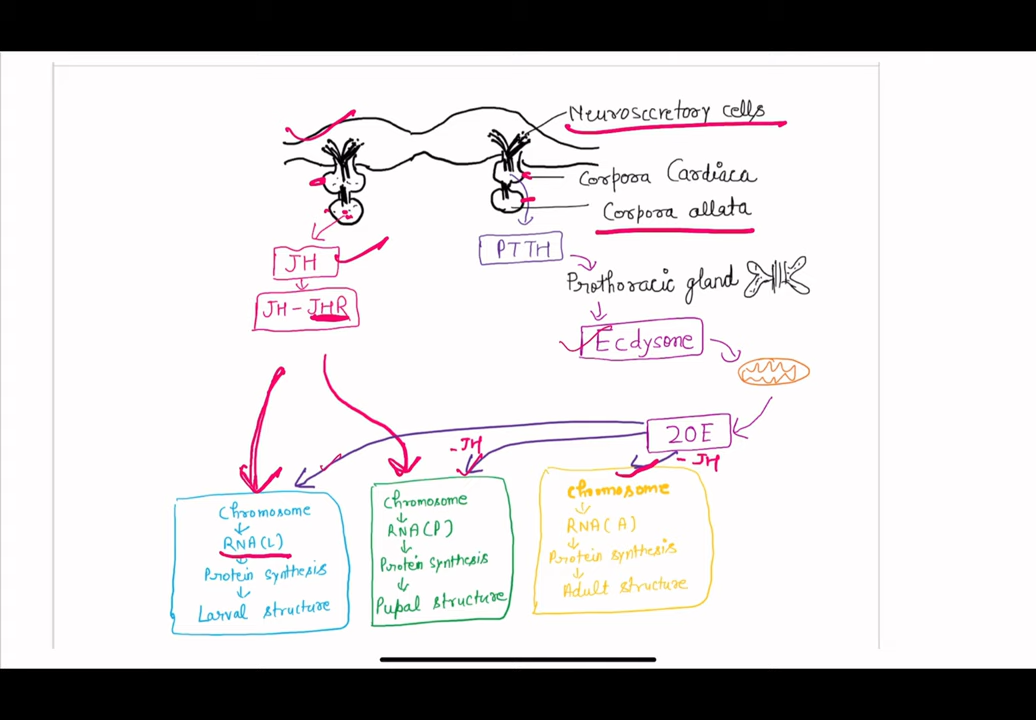 Neurosecretory cells
Corpora Cardiaca
Corpora allata
JH
PTTH
JH-JHR
Prothoracic gland
Ecdysone
20E
-JH
-JH
Chromosome
RNA(L)
Protein synthesis
Larval structure
Chromosome
RNA(P)
Protein synthesis
Pupal structure
Chromosome
RNA(A)
Protein synthesis
Adult structure